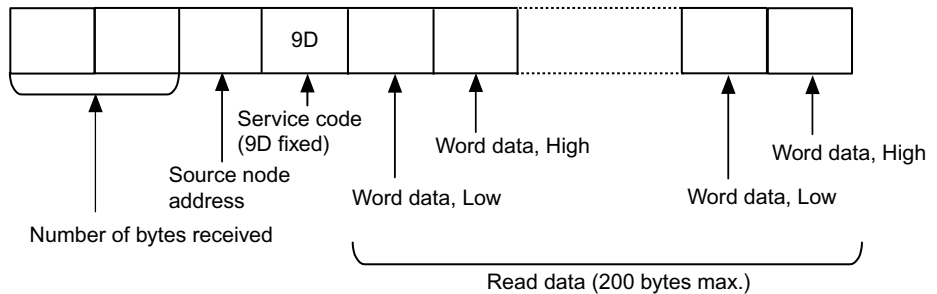 9D
Service code
(9D fixed)
Word data, High
Word data, High
Source node
address
Word data, Low
Word data, Low
Number of bytes received
Read data (200 bytes max.)